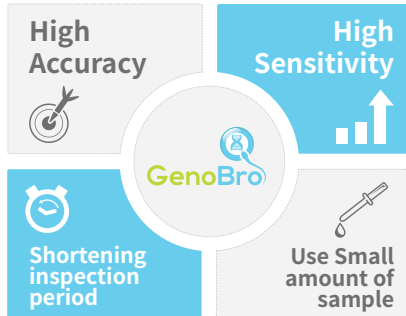 High
Accuracy
High
Sensitivity
GenoBro
Shortening
inspection
period
Use Small
amount of
sample